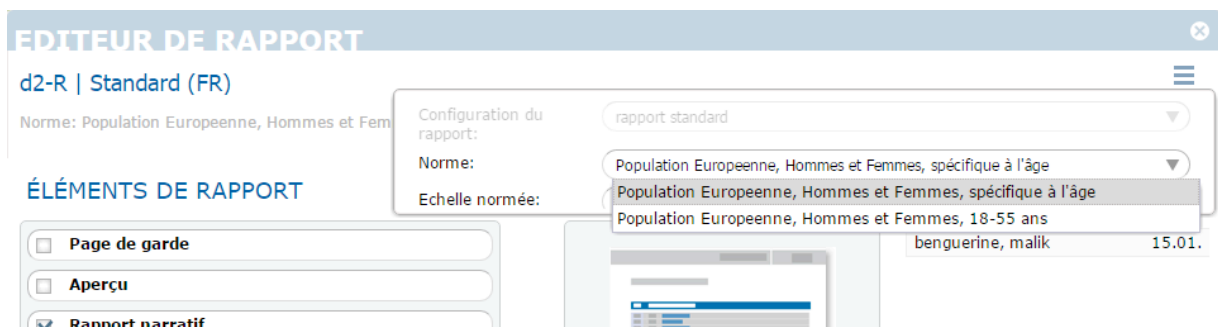 EDITEUR DE RAPPORT
d2-R | Standard (FR)
Norme: Population Europeenne, Hommes et Fem
Configuration du
rapport:
rapport standard
Norme:
Population Europeenne, Hommes et Femmes, spécifique à l'âge
Population Europeenne, Hommes et Femmes, spécifique à l'âge
Population Europeenne, Hommes et Femmes, 18-55 ans
Echelle normée:
ÉLÉMENTS DE RAPPORT
Page de garde
Aperçu
Rapport narratif
benguerine, malik 15.01.